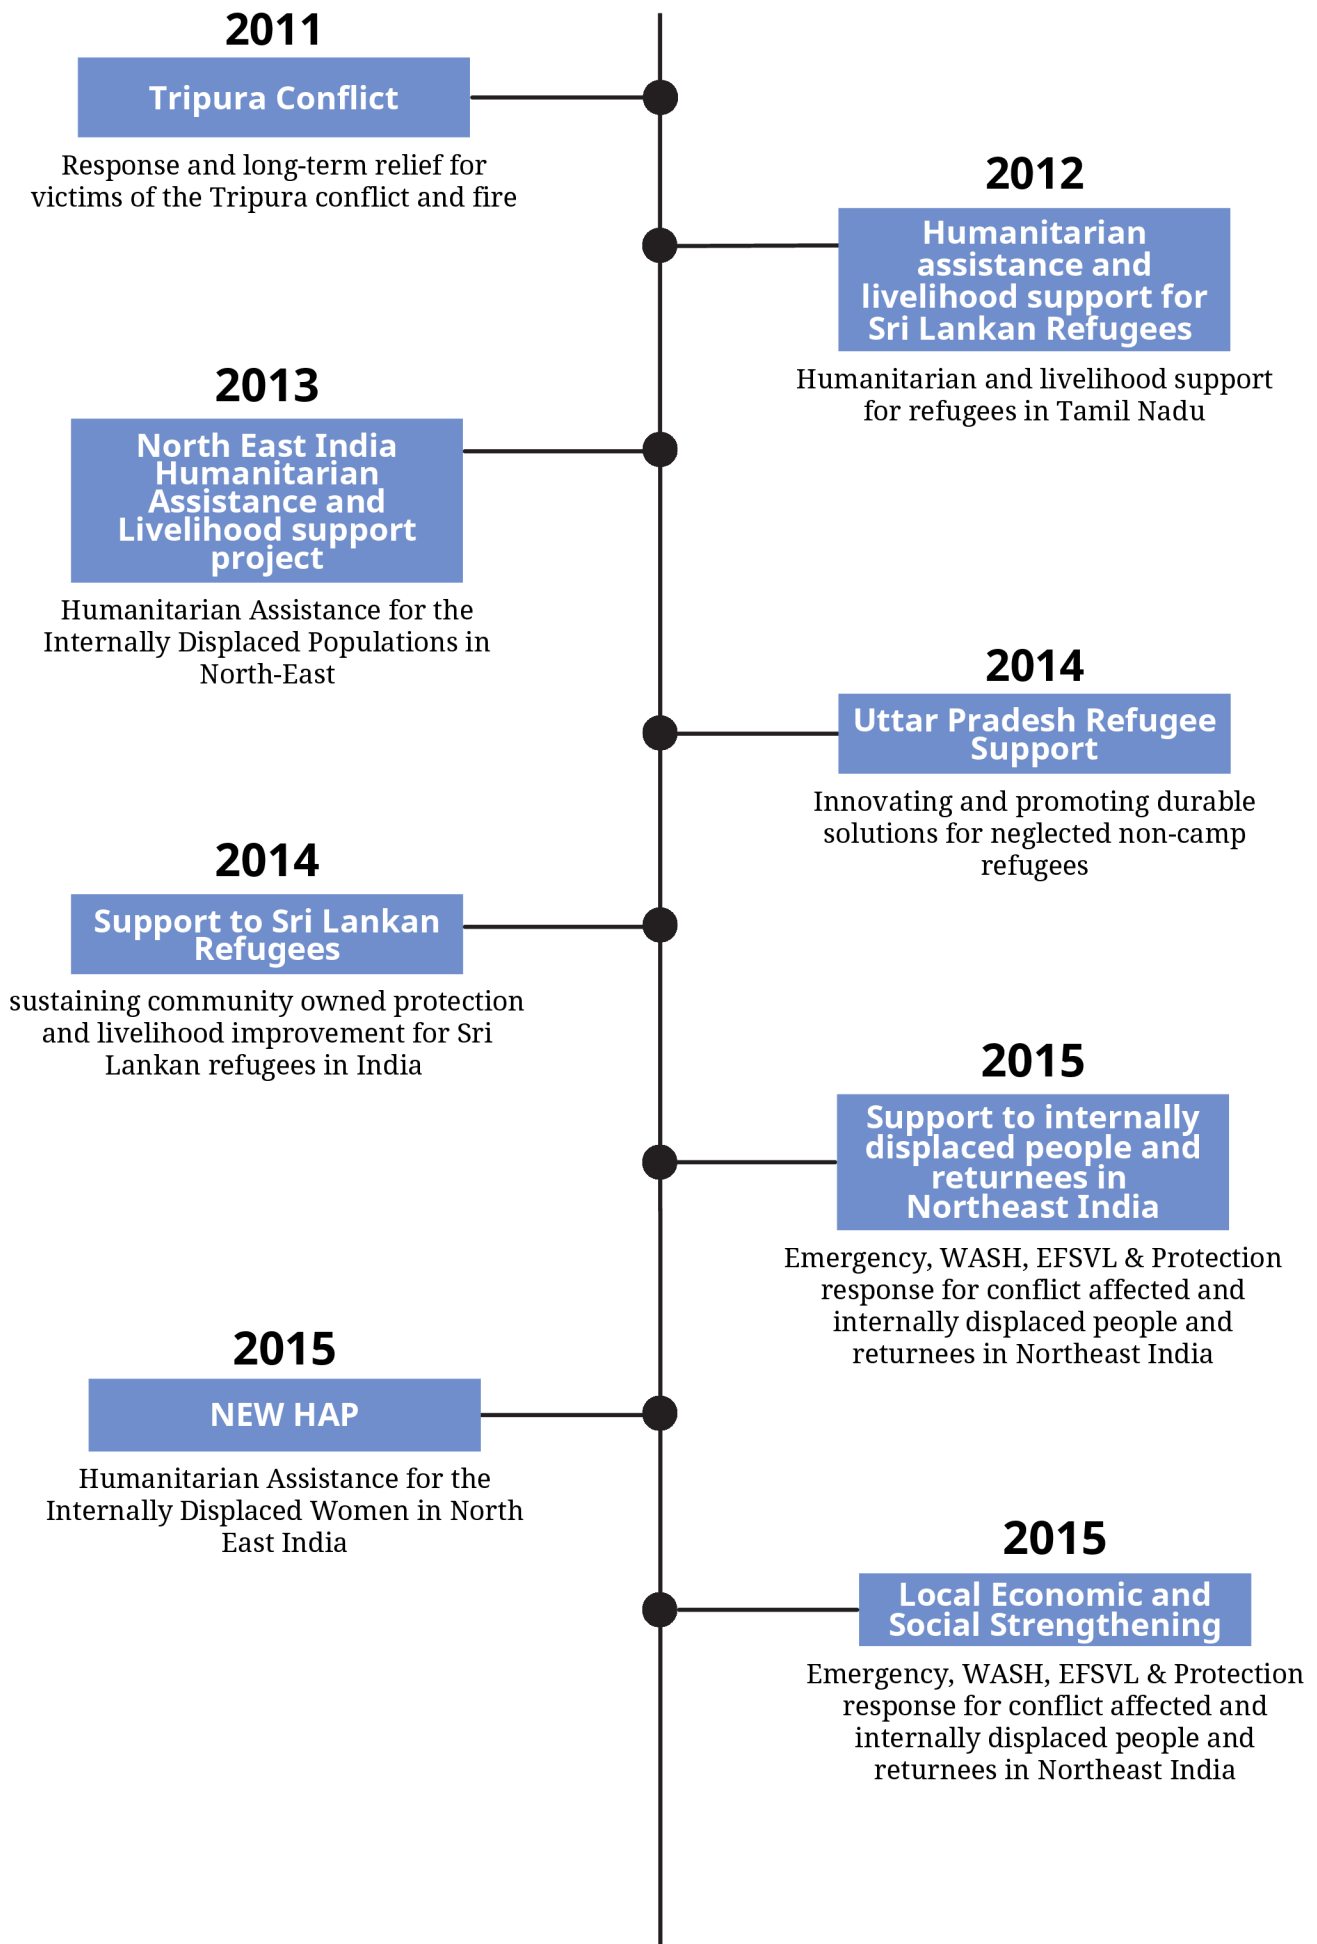 2011
Tripura Conflict
Response and long-term relief for
victims of the Tripura conflict and fire
2012
Humanitarian
assistance and
livelihood support for
Sri Lankan Refugees
Humanitarian and livelihood support
for refugees in Tamil Nadu
2013
North East India
Humanitarian
Assistance and
Livelihood support
project
Humanitarian Assistance for the
Internally Displaced Populations in
North-East
2014
Uttar Pradesh Refugee
Support
Innovating and promoting durable
solutions for neglected non-camp
refugees
2014
Support to Sri Lankan
Refugees
sustaining community owned protection
and livelihood improvement for Sri
Lankan refugees in India
2015
Support to internally
displaced people and
returnees in
Northeast India
Emergency, WASH, EFSVL & Protection
response for conflict affected and
internally displaced people and
returnees in Northeast India
2015
NEW HAP
Humanitarian Assistance for the
Internally Displaced Women in North
East India
2015
Local Economic and
Social Strengthening
Emergency, WASH, EFSVL & Protection
response for conflict affected and
internally displaced people and
returnees in Northeast India